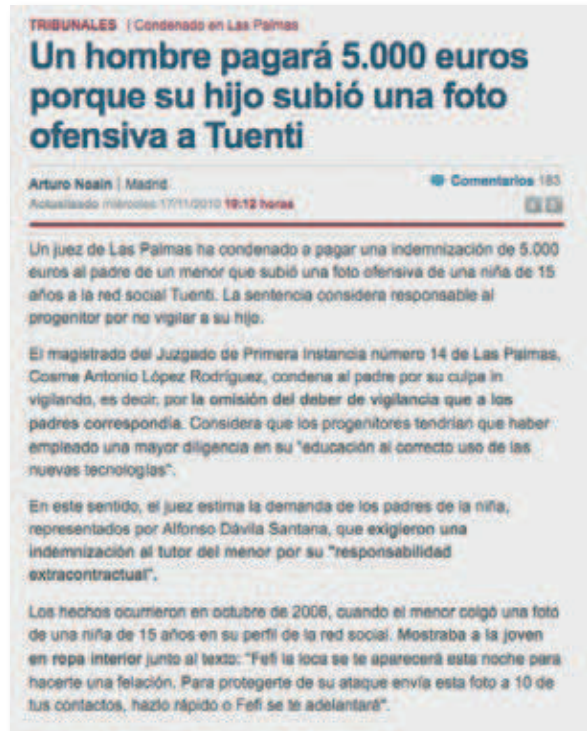 TRIBUNALES | Condenado en Las Palmas
Un hombre pagará 5.000 euros
porque su hijo subió una foto
ofensiva a Tuenti
Arturo | Madrid
Comentarios 183
Actualizado miércoles 17/11/2010 19:12 horas
Un juez de Las Palmas ha condenado a pagar una indemnización de 5.000
euros al padre de un menor que subió una foto ofensiva de una niña de 15
años a la red social Tuenti. La sentencia considera responsable al
progenitor por no vigilar a su hijo.
El magistrado del Juzgado de Primera Instancia número 14 de Las Palmas,
Cosme Antonio López Rodríguez, condena al padre por su culpa in
vigilando, es decir, por la omisión del deber de vigilancia que a los
padres correspondía. Considera que los progenitores tendrían que haber
empleado una mayor diligencia en su "educación al correcto uso de las
nuevas tecnologías".
En este sentido, el juez estima la demanda de los padres de la niña,
representados por Alfonso Dávila Santana, que exigieron una
indemnización al tutor del menor por su "responsabilidad
extracontractual".
Los hechos ocurrieron en octubre de cuando el menor colgó una foto
de una niña de 15 años en su perfil de la red social. Mostraba a la joven
en ropa interior junto al texto: "Fefi la loca se te aparecerá esta noche para
hacerte una felación. Para protegerte de su ataque envía esta foto a 10 de
tus contactos, hazlo rápido o Fefi se te adelantará".